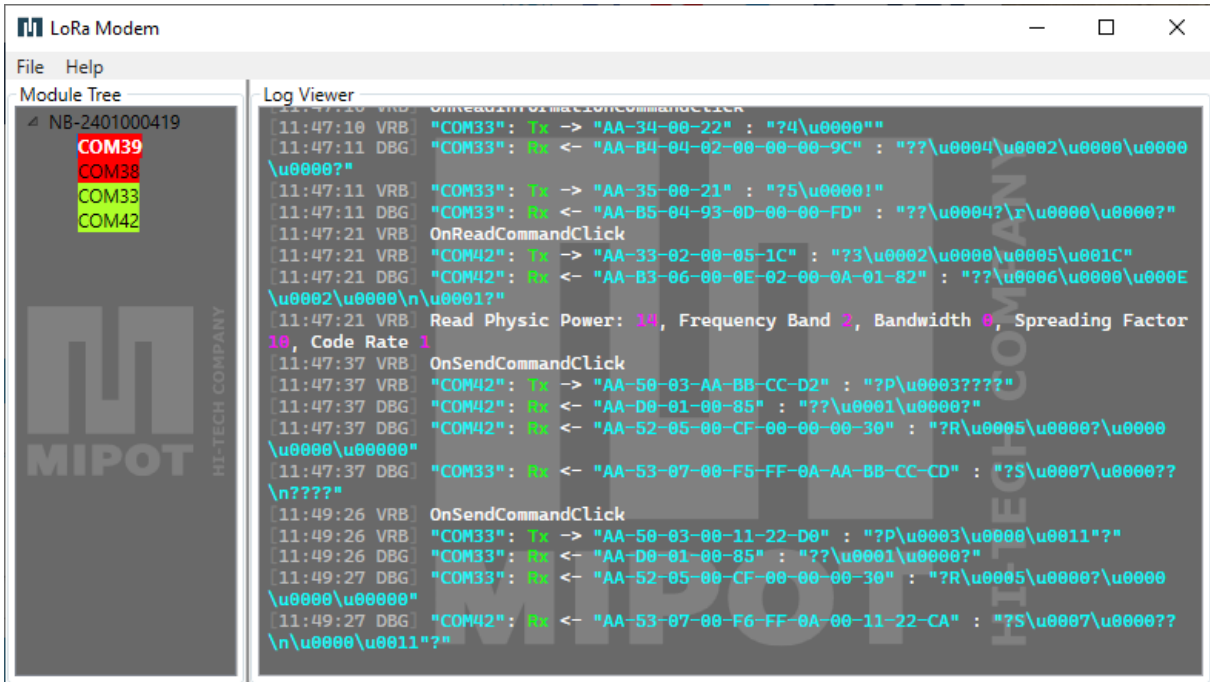 LoRa Modem
File Help
Module Tree
NB-2401000419
COM39
COM38
COM33
COM42
MIPOT
HI-TECH COMPANY
Log Viewer
[11:47:10 VRB] OnReadInformationCommandClick
[11:47:10 VRB] "COM33": Tx -> "AA-34-00-22" : "?4\u0000""
[11:47:11 DBG] "COM33": Rx <- "AA-B4-04-02-00-00-00-9C" : "??\u0004\u0002\u0000\u0000
\u0000?"
[11:47:11 VRB] "COM33": Tx -> "AA-35-00-21" : "?5\u0000!"
[11:47:11 DBG] "COM33": Rx <- "AA-B5-04-93-0D-00-00-FD" : "??\u0004?\r\u0000\u0000?"
[11:47:21 VRB] OnReadCommandClick
[11:47:21 VRB] "COM42": Tx -> "AA-33-02-00-05-1C" : "?3\u0002\u0000\u0005\u001C"
[11:47:21 DBG] "COM42": Rx <- "AA-B3-06-00-0E-02-00-0A-01-82" : "??\u0006\u0000\u000E
\u0002\u0000\n\u0001?"
[11:47:21 VRB] Read Physic Power: 14, Frequency Band 2, Bandwidth 0, Spreading Factor
10, Code Rate 1
[11:47:37 VRB] OnSendCommandClick
[11:47:37 VRB] "COM42": Tx -> "AA-50-03-AA-BB-CC-D2" : "?P\u0003????"
[11:47:37 DBG] "COM42": Rx <- "AA-D0-01-00-85" : "??\u0001\u0000?"
[11:47:37 DBG] "COM42": Rx <- "AA-52-05-00-CF-00-00-00-30" : "?R\u0005\u0000?\u0000
\u0000\u00000"
[11:47:37 DBG] "COM33": Rx <- "AA-53-07-00-F5-FF-0A-AA-BB-CC-CD" : "?S\u0007\u0000??
\n????"
[11:49:26 VRB] OnSendCommandClick
[11:49:26 VRB] "COM33": Tx -> "AA-50-03-00-11-22-D0" : "?P\u0003\u0000\u0011"?"
[11:49:26 DBG] "COM33": Rx <- "AA-D0-01-00-85" : "??\u0001\u0000?"
[11:49:27 DBG] "COM33": Rx <- "AA-52-05-00-CF-00-00-00-30" : "?R\u0005\u0000?\u0000
\u0000\u00000"
[11:49:27 DBG] "COM42": Rx <- "AA-53-07-00-F6-FF-0A-00-11-22-CA" : "?S\u0007\u0000??
\n\u0000\u0011"?"
MIPOT
HI-TECH COMPANY